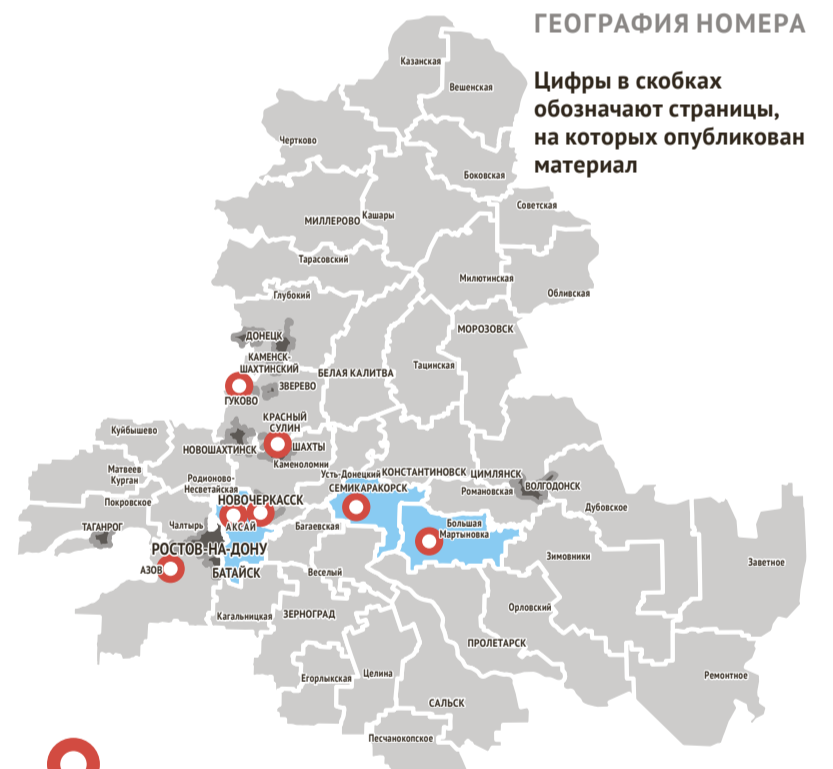 ГЕОГРАФИЯ НОМЕРА
Цифры в скобках
обозначают страницы,
на которых опубликован
материал
Казанская
Вешенская
Чертково
Боковская
Советская
МИЛЛЕРОВО
Кашары
Тарасовский
Милютинская
Обливская
Глубокий
МОРОЗОВСК
ДОНЕЦК
КАМЕНСК-
ШАХТИНСКИЙ
БЕЛАЯ КАЛИТВА
Тацинская
ЗВЕРЕВО
ГУКОВО
КРАСНЫЙ
СУЛИН
Куйбышево
НОВОШАХТИНСК
ШАХТЫ
Каменоломни
Матвеев
Курган
Родионово-
Несветайская
Усть-Донецкий
КОНСТАНТИНОВСК
ЦИМЛЯНСК
СЕМИКАРАКОРСК
Романовская
ВОЛГОДОНСК
Покровское
НОВОЧЕРКАССК
Дубовское
ТАГАНРОГ
Чалтырь
АКСАЙ
Багаевская
Большая
Мартыновка
РОСТОВ-НА-ДОНУ
Зимовники
Заветное
АЗОВ
БАТАЙСК
Веселый
Кагальницкая
ЗЕРНОГРАД
Орловский
ПРОЛЕТАРСК
Егорлыкская
Целина
Ремонтное
САЛЬСК
Песчанокопское